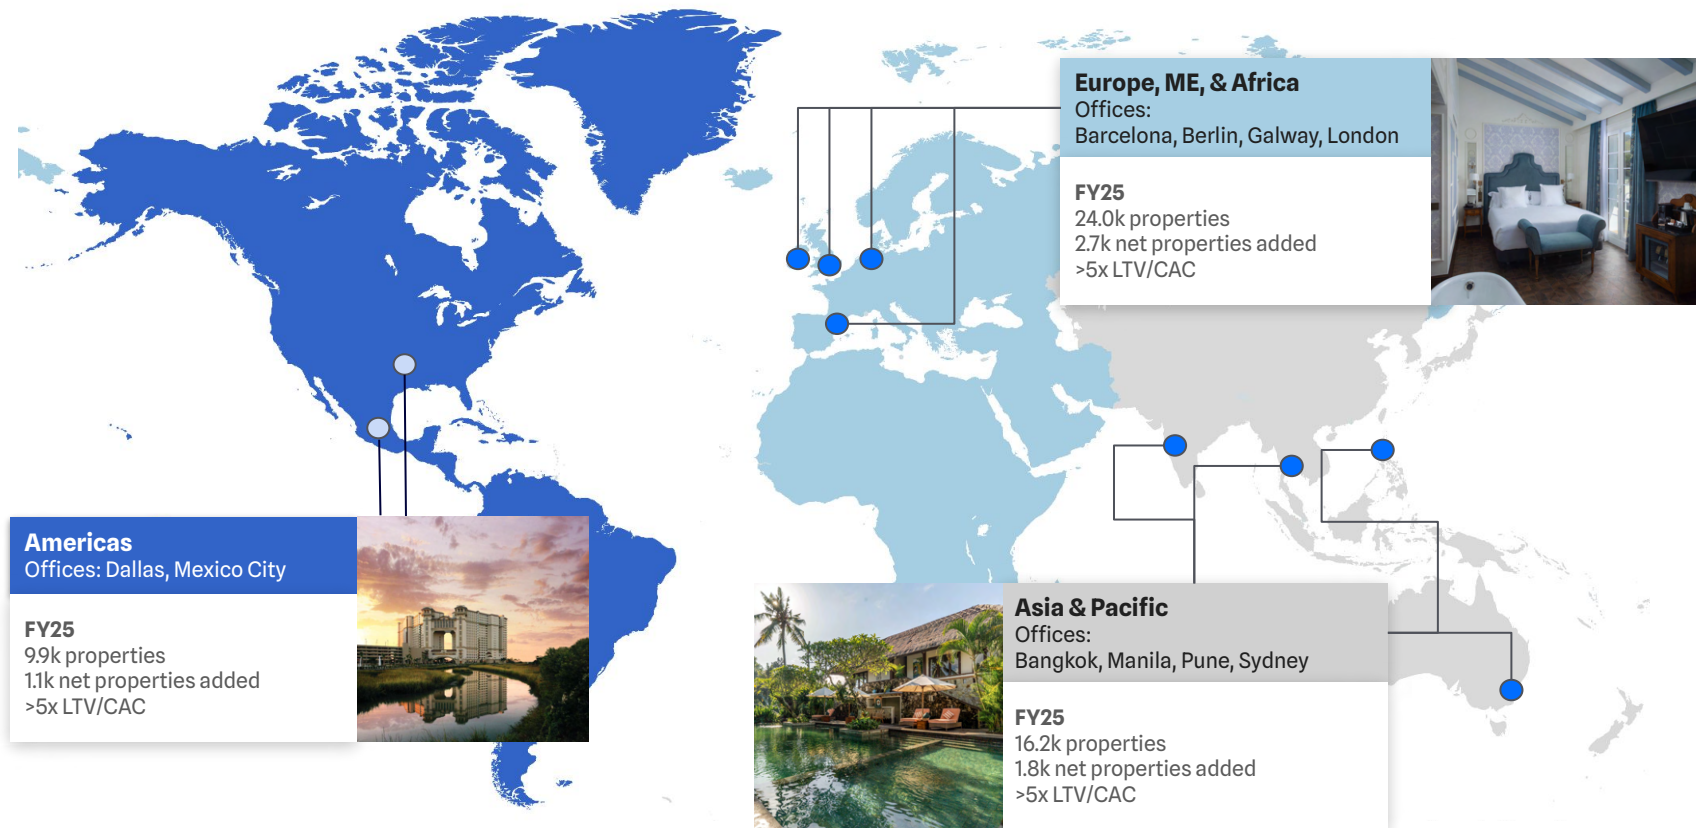 Europe, ME, & Africa
Offices:
Barcelona, Berlin, Galway, London
FY25
24.0k properties
2.7k net properties added
>5x LTV/CAC
Americas
Offices: Dallas, Mexico City
FY25
9.9k properties
1.1k net properties added
>5x LTV/CAC
Asia & Pacific
Offices:
Bangkok, Manila, Pune, Sydney
FY25
16.2k properties
1.8k net properties added
>5x LTV/CAC